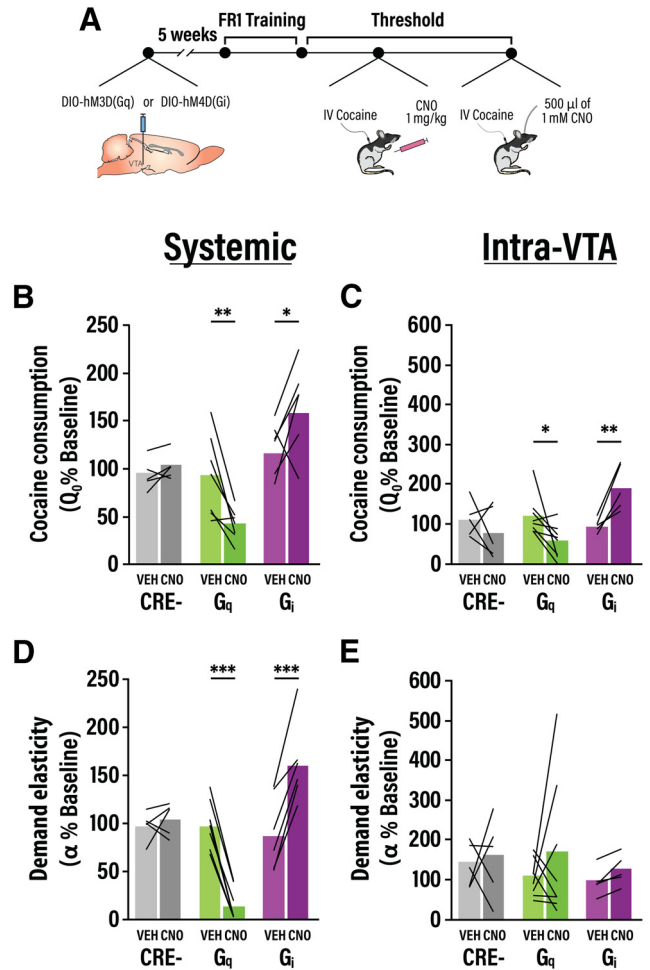 A
FR1 Training
Threshold
5 weeks
DIO-hM3D(Gq) or DIO-hM4D(Gi)
VTA
IV Cocaine
CNO
1 mg/kg
IV Cocaine
500 µl of
1 mM CNO
Systemic
Intra-VTA
B
Cocaine consumption
(Q₀% Baseline)
250
200
150
100
50
0
** *
VEH CNO VEH CNO VEH CNO
CRE- Gq Gi
C
Cocaine consumption
(Q₀% Baseline)
600
500
400
300
200
100
0
* **
VEH CNO VEH CNO VEH CNO
CRE- Gq Gi
D
Demand elasticity
(α % Baseline)
250
200
150
100
50
0
*** ***
VEH CNO VEH CNO VEH CNO
CRE- Gq Gi
E
Demand elasticity
(α % Baseline)
600
500
400
300
200
100
0
VEH CNO VEH CNO VEH CNO
CRE- Gq Gi